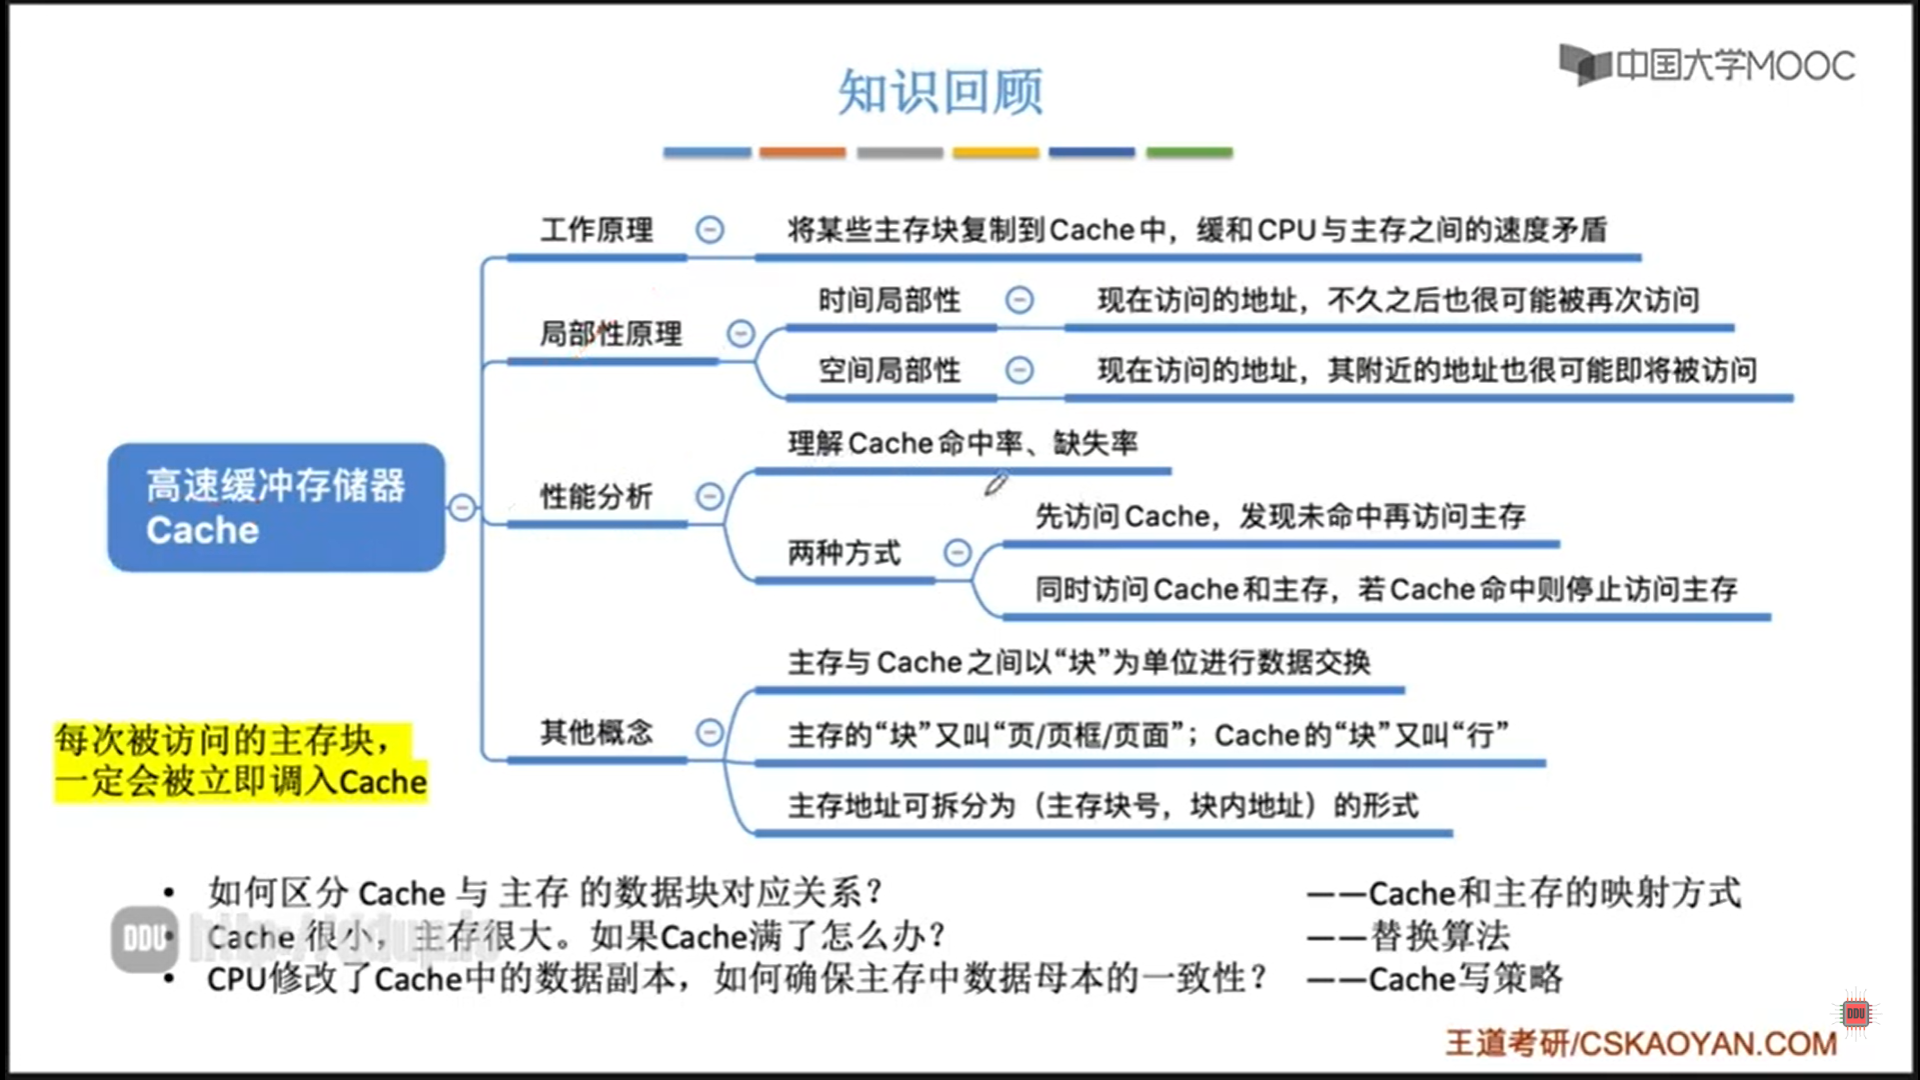 中国大学MOOC
知识回顾
工作原理
将某些主存块复制到Cache中，缓和CPU与主存之间的速度矛盾
局部性原理
时间局部性
现在访问的地址，不久之后也很可能被再次访问
空间局部性
现在访问的地址，其附近的地址也很可能即将被访问
高速缓冲存储器
Cache
性能分析
理解Cache命中率、缺失率
两种方式
先访问Cache，发现未命中再访问主存
同时访问Cache和主存，若Cache命中则停止访问主存
其他概念
主存与Cache之间以“块”为单位进行数据交换
主存的“块”又叫“页/页框/页面”；Cache的“块”又叫“行”
主存地址可拆分为（主存块号，块内地址）的形式
每次被访问的主存块，
一定会被立即调入Cache
• 如何区分 Cache 与 主存 的数据块对应关系？ ——Cache和主存的映射方式
• Cache 很小，主存很大。如果Cache满了怎么办？ ——替换算法
• CPU修改了Cache中的数据副本，如何确保主存中数据母本的一致性？ ——Cache写策略
DDU
DDU
王道考研/CSKAOYAN.COM